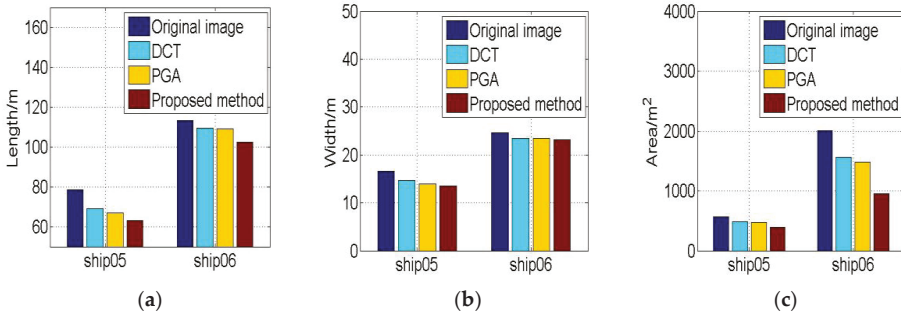 160
140
120
100
80
60
Length/m
Original image
DCT
PGA
Proposed method
ship05 ship06
(a)
50
40
30
20
10
0
Width/m
Original image
DCT
PGA
Proposed method
ship05 ship06
(b)
4000
3000
2000
1000
0
Area/m²
Original image
DCT
PGA
Proposed method
ship05 ship06
(c)